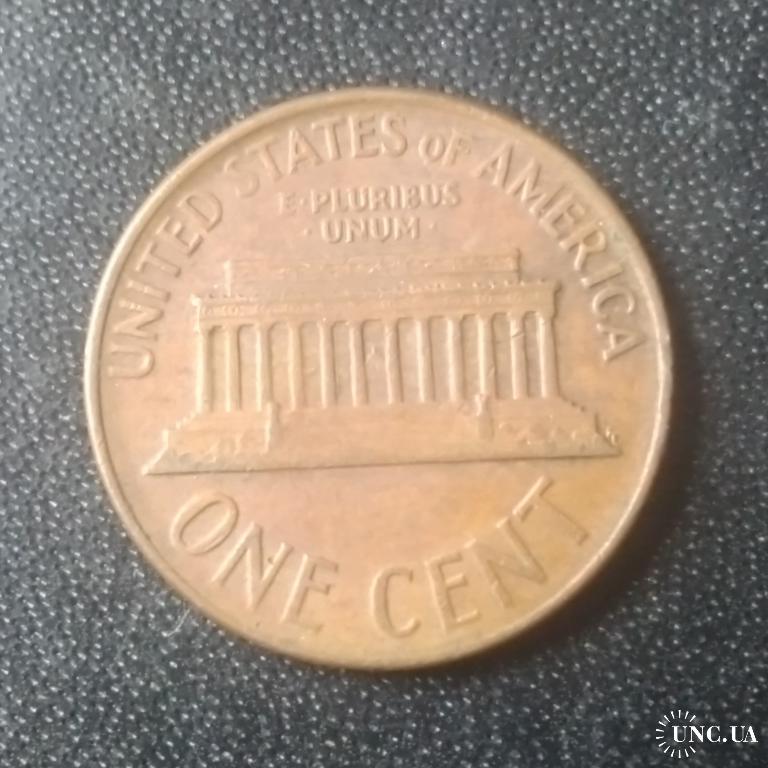 UNITED STATES OF AMERICA
E·PLURIBUS
·UNUM·
ONE CENT
UNC.UA